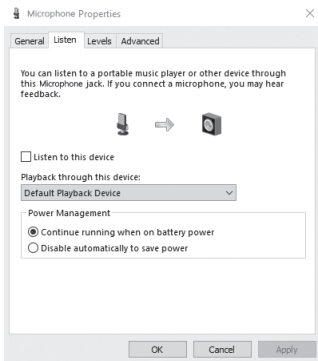 Microphone Properties
General Listen Levels Advanced
You can listen to a portable music player or other device through
this Microphone jack. If you connect a microphone, you may hear
feedback.
Listen to this device
Playback through this device:
Default Playback Device
Power Management
Continue running when on battery power
Disable automatically to save power
OK Cancel Apply